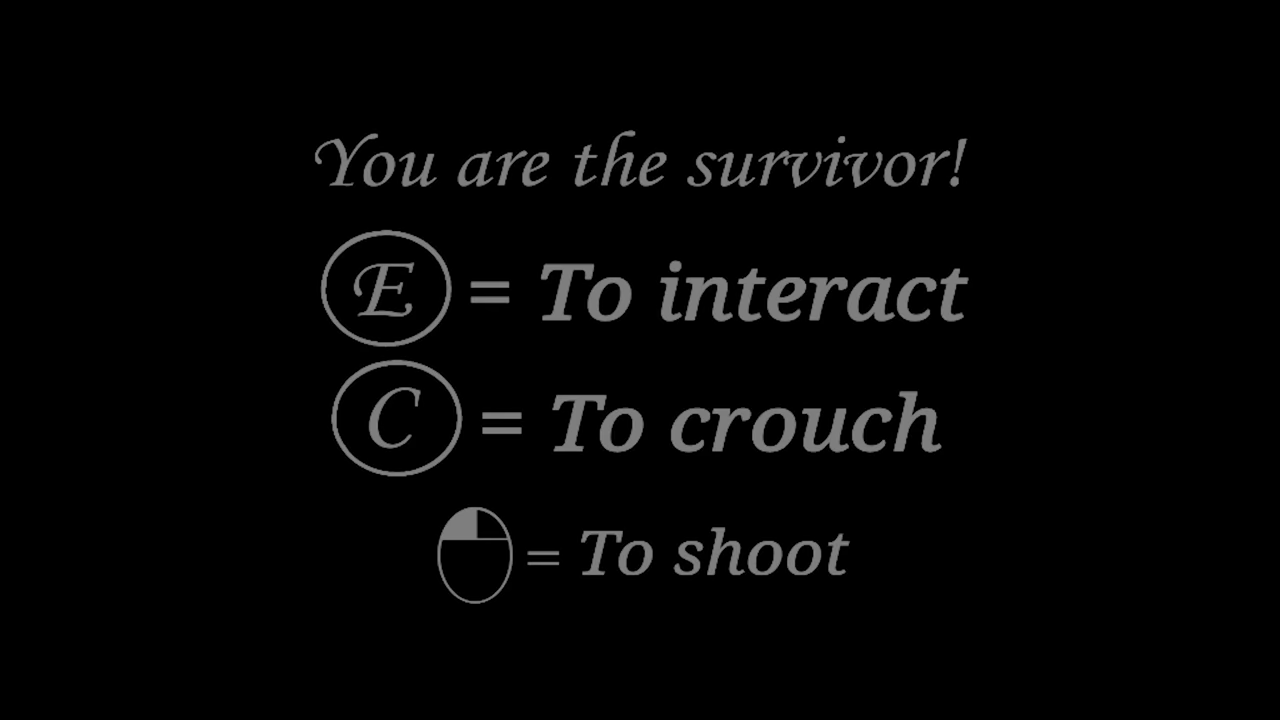 You are the survivor!
E = To interact
C = To crouch
= To shoot